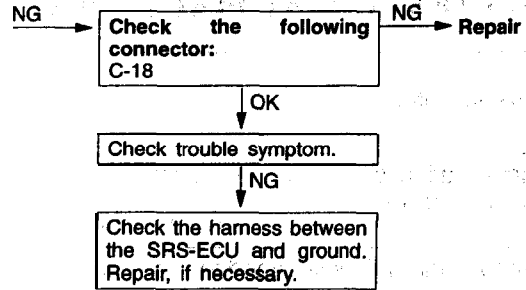 NG
Check the following
connector:
C-18
NG
Repair
OK
Check trouble symptom.
NG
Check the harness between
the SRS-ECU and ground.
Repair, if necessary.